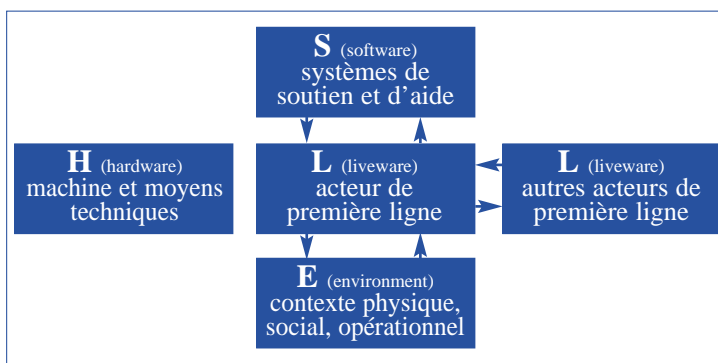 S (software)
systèmes de
soutien et d’aide
H (hardware)
machine et moyens
techniques
L (liveware)
acteur de
première ligne
L (liveware)
autres acteurs de
première ligne
E (environment)
contexte physique,
social, opérationnel